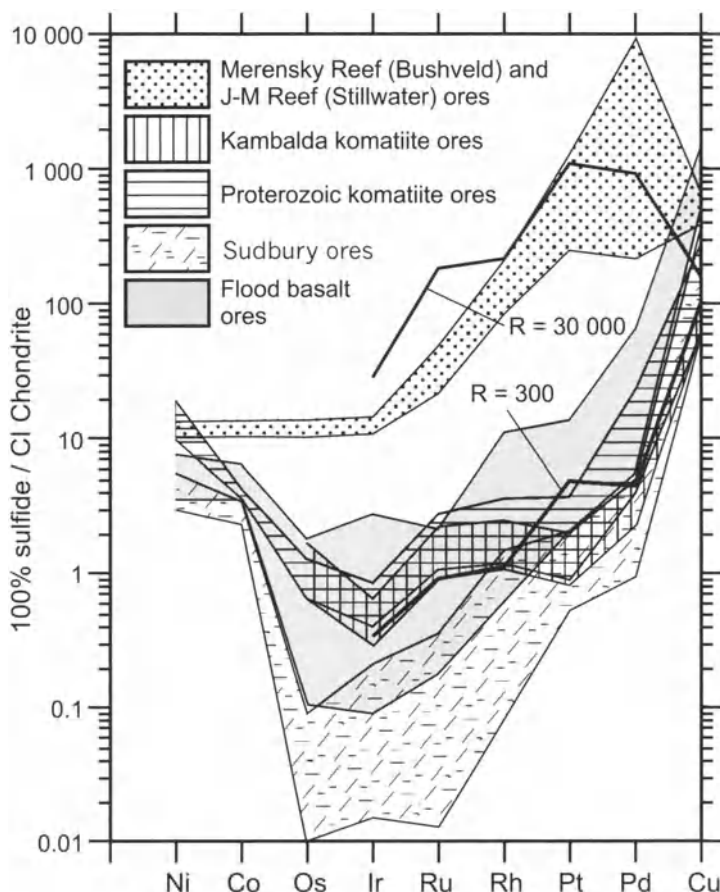 10 000
1 000
100
10
1
0.1
0.01
100% sulfide / CI Chondrite
Merensky Reef (Bushveld) and
J-M Reef (Stillwater) ores
Kambalda komatiite ores
Proterozoic komatiite ores
Sudbury ores
Flood basalt
ores
R = 30 000
R = 300
Ni Co Os Ir Ru Rh Pt Pd Cu